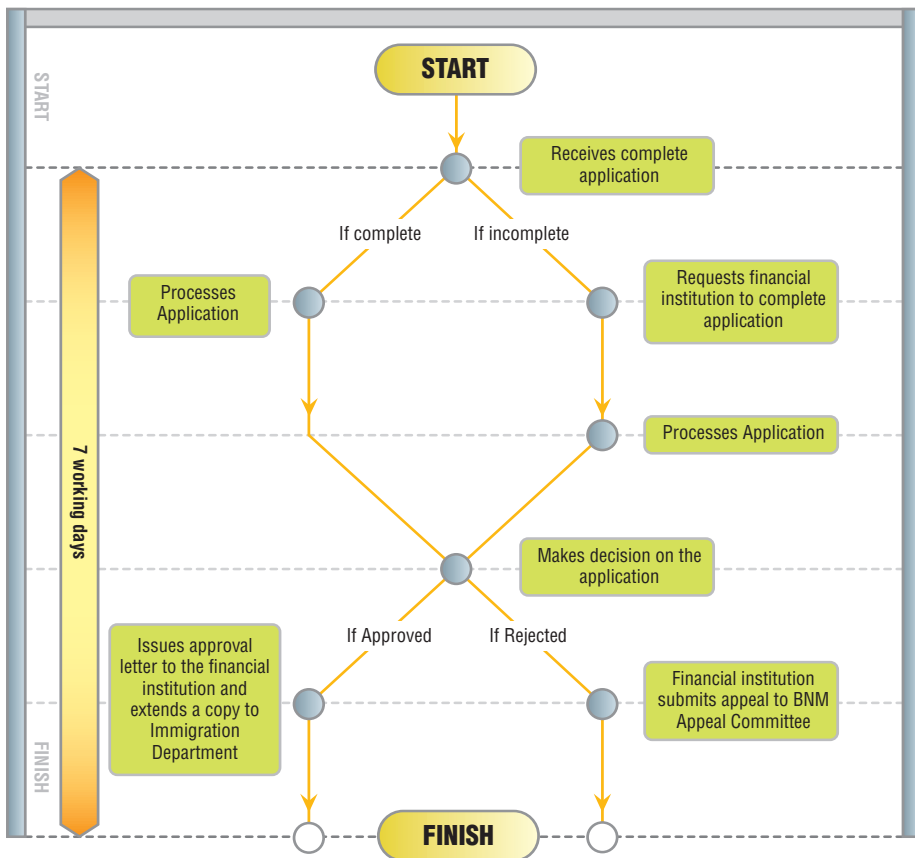 START
START
Receives complete
application
If complete
If incomplete
Processes
Application
Requests financial
institution to complete
application
Processes Application
7 working days
Makes decision on the
application
If Approved
If Rejected
Issues approval
letter to the financial
institution and
extends a copy to
Immigration
Department
Financial institution
submits appeal to BNM
Appeal Committee
FINISH
FINISH